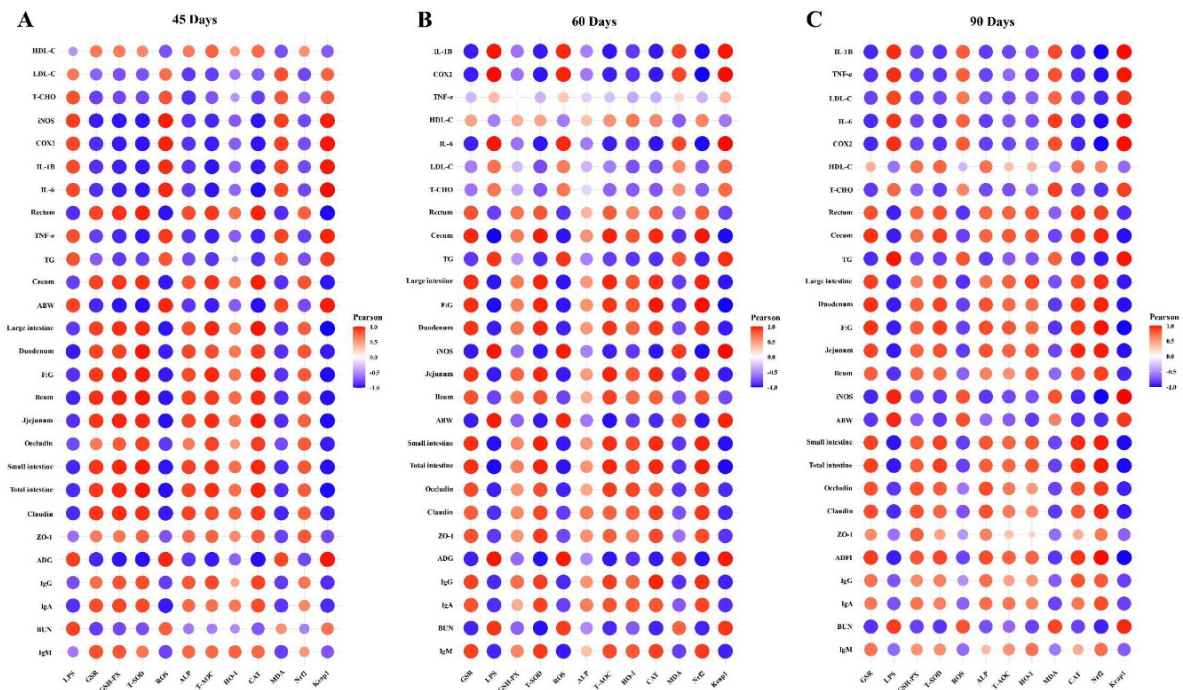 A
45 Days
HDL-C
LDL-C
T-CHO
iNOS
COX2
IL-1B
IL-6
Rectum
TNF-α
TG
Cecum
ABW
Large intestine
Duodenum
F:G
Ileum
Jjejunum
Occludin
Small intestine
Total intestine
Claudin
ZO-1
ADG
IgG
IgA
BUN
IgM
LPS
GSR
GSH-PX
T-SOD
ROS
ALP
T-AOC
HO-1
CAT
MDA
Nrf2
Keap1
Pearson
1.0
0.5
0.0
-0.5
-1.0
B
60 Days
IL-1B
COX2
TNF-α
HDL-C
IL-6
LDL-C
T-CHO
Rectum
Cecum
TG
Large intestine
F:G
Duodenum
iNOS
Jejunum
Ileum
ABW
Small intestine
Total intestine
Occludin
Claudin
ZO-1
ADG
IgG
IgA
BUN
IgM
GSR
LPS
GSH-PX
T-SOD
ROS
ALP
T-AOC
HO-1
CAT
MDA
Nrf2
Keap1
Pearson
1.0
0.5
0.0
-0.5
-1.0
C
90 Days
IL-1B
TNF-α
LDL-C
IL-6
COX2
HDL-C
T-CHO
Rectum
Cecum
TG
Large intestine
Duodenum
F:G
Jejunum
Ileum
iNOS
ABW
Small intestine
Total intestine
Occludin
Claudin
ZO-1
ADFI
IgG
IgA
BUN
IgM
GSR
LPS
GSH-PX
T-SOD
ROS
ALP
T-AOC
HO-1
MDA
CAT
Nrf2
Keap1
Pearson
1.0
0.5
0.0
-0.5
-1.0